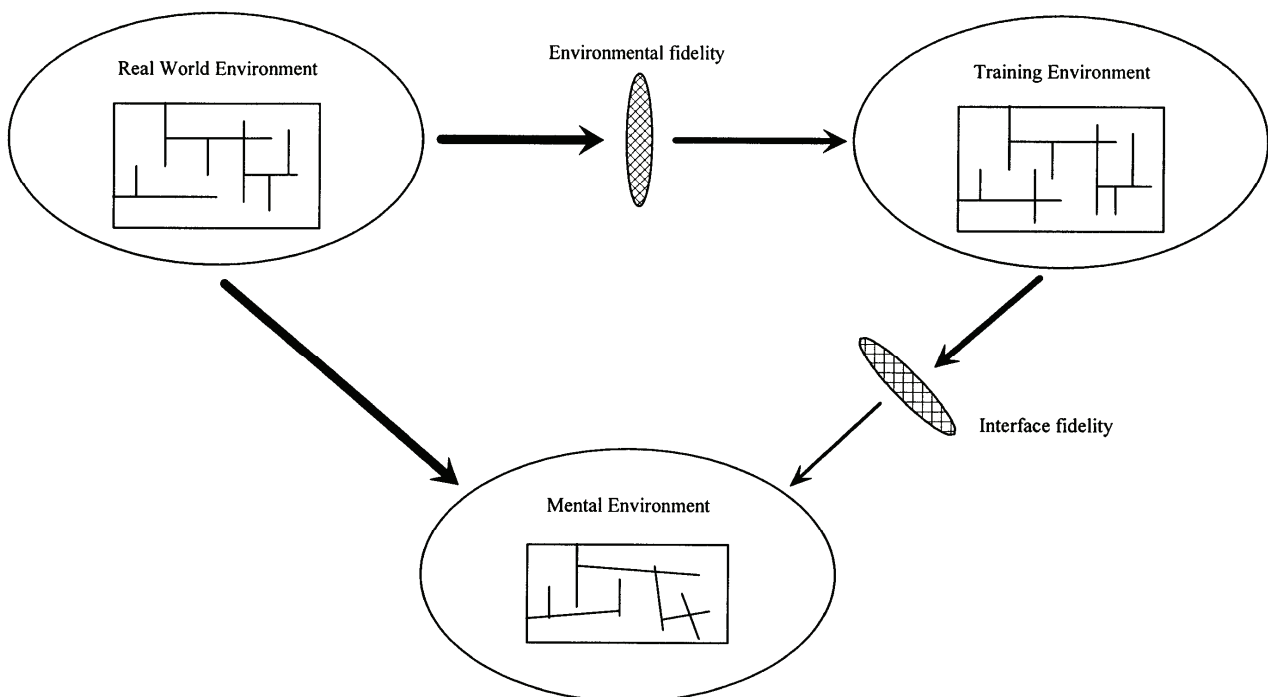 Environmental fidelity
Real World Environment
Training Environment
Interface fidelity
Mental Environment